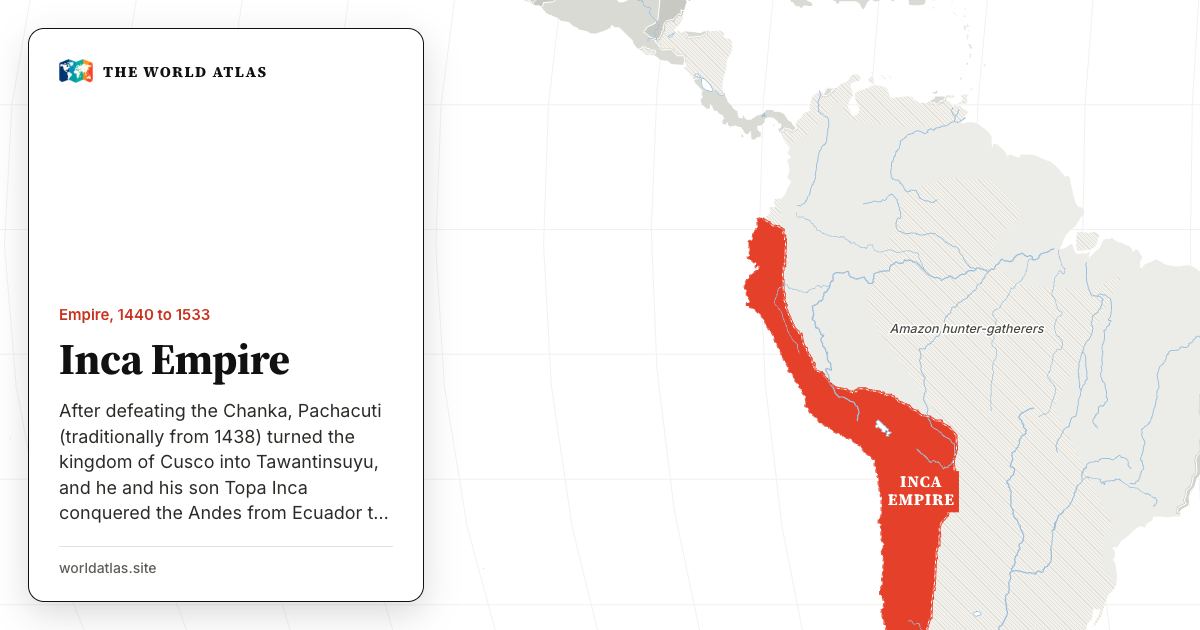 THE WORLD ATLAS
Empire, 1440 to 1533
Inca Empire
After defeating the Chanka, Pachacuti
(traditionally from 1438) turned the
kingdom of Cusco into Tawantinsuyu,
and he and his son Topa Inca
conquered the Andes from Ecuador t...
worldatlas.site
Amazon hunter-gatherers
INCA
EMPIRE